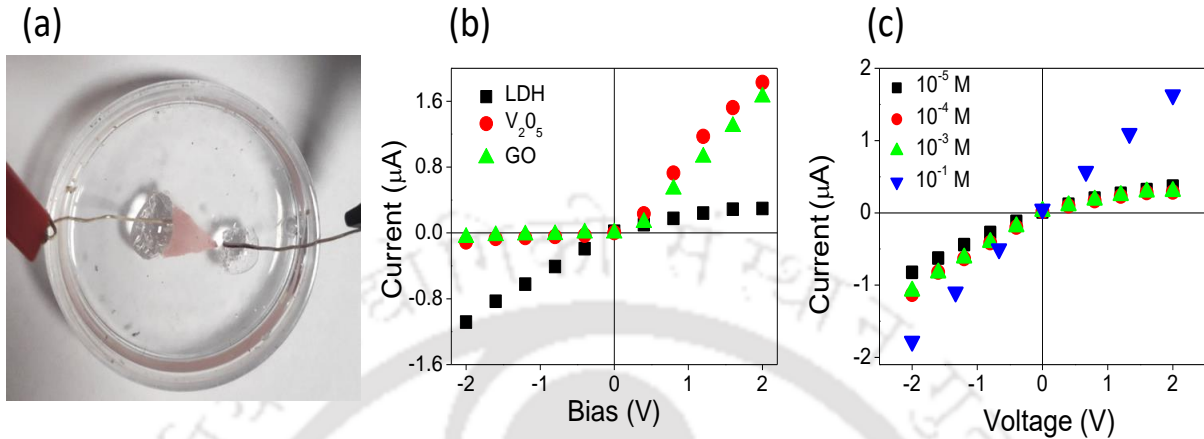 (a)
(b)
(c)
LDH
V₂0₅
GO
Current (μA)
1.6
0.8
0.0
-0.8
-1.6
-2
-1
0
1
2
Bias (V)
10⁻⁵ M
10⁻⁴ M
10⁻³ M
10⁻¹ M
Current (μA)
2
1
0
-1
-2
-2
-1
0
1
2
Voltage (V)